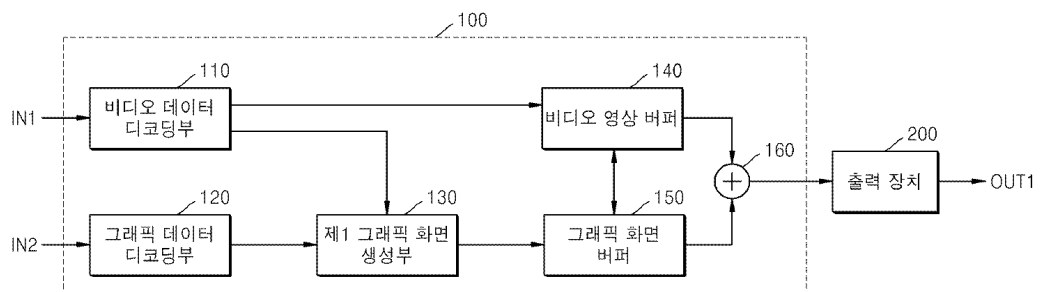 100
110
140
IN1
비디오 데이터
디코딩부
비디오 영상 버퍼
160
200
출력 장치
OUT1
120
130
150
IN2
그래픽 데이터
디코딩부
제1 그래픽 화면
생성부
그래픽 화면
버퍼